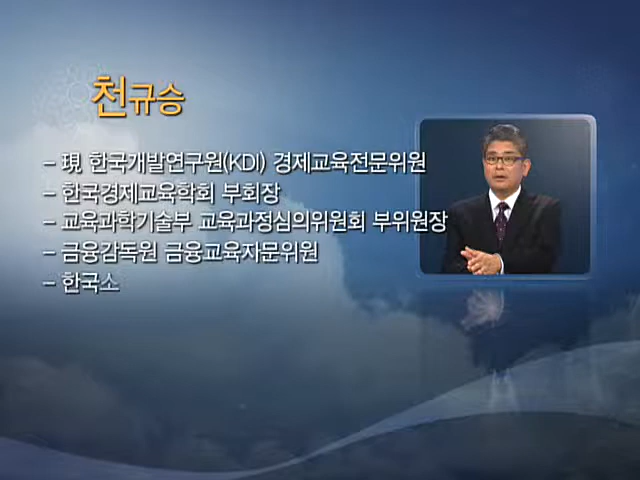 천규승
- 現 한국개발연구원(KDI) 경제교육전문위원
- 한국경제교육학회 부회장
- 교육과학기술부 교육과정심의위원회 부위원장
- 금융감독원 금융교육자문위원
- 한국소